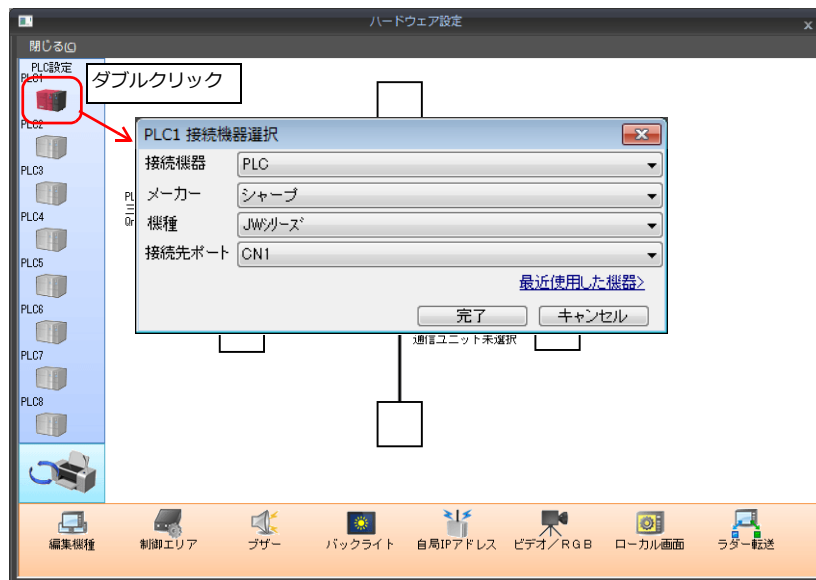 ハードウェア設定
x
閉じる(C)
PLC設定
PLC1
ダブルクリック
PLC2
PLC3
PLC4
PLC5
PLC6
PLC7
PLC8
PLC1 接続機器選択
接続機器 PLC
メーカー シャープ
機種 JWシリーズ
接続先ポート CN1
最近使用した機器>
完了 キャンセル
通信ユニット未選択
編集機種 制御エリア ブザー バックライト 自局IPアドレス ビデオ/RGB ローカル画面 ラダー転送